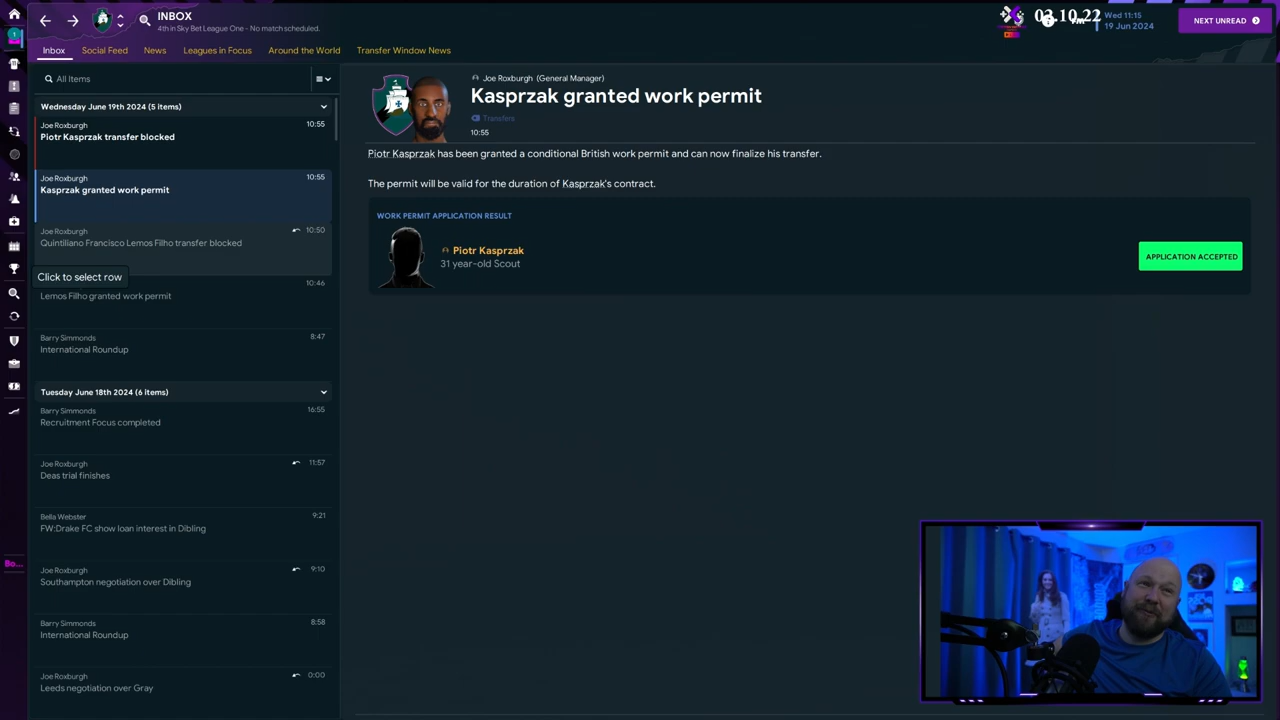 INBOX
4th in Sky Bet League One - No match scheduled.
03.10.22
Wed 11:15
19 Jun 2024
NEXT UNREAD
Inbox
Social Feed
News
Leagues in Focus
Around the World
Transfer Window News
All Items
Wednesday June 19th 2024 (5 items)
Joe Roxburgh
10:55
Piotr Kasprzak transfer blocked
Joe Roxburgh
10:55
Kasprzak granted work permit
Joe Roxburgh
10:50
Quintiliano Francisco Lemos Filho transfer blocked
Click to select row
10:46
Lemos Filho granted work permit
Barry Simmonds
8:47
International Roundup
Tuesday June 18th 2024 (6 items)
Barry Simmonds
16:55
Recruitment Focus completed
Joe Roxburgh
11:57
Deas trial finishes
Bella Webster
9:21
FW:Drake FC show loan interest in Dibling
Joe Roxburgh
9:10
Southampton negotiation over Dibling
Barry Simmonds
8:58
International Roundup
Joe Roxburgh
0:00
Leeds negotiation over Gray
Bo...
Joe Roxburgh (General Manager)
Kasprzak granted work permit
Transfers
10:55
Piotr Kasprzak has been granted a conditional British work permit and can now finalize his transfer.
The permit will be valid for the duration of Kasprzak's contract.
WORK PERMIT APPLICATION RESULT
Piotr Kasprzak
31 year-old Scout
APPLICATION ACCEPTED